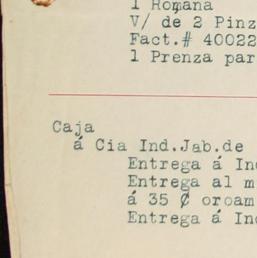 1 Romana
V/ de 2 Pinz
Fact.# 40022
1 Prenza par
Caja
á Cia Ind.Jab.de
Entrega á In
Entrega al m
á 35 ¢ oroam
Entrega á In